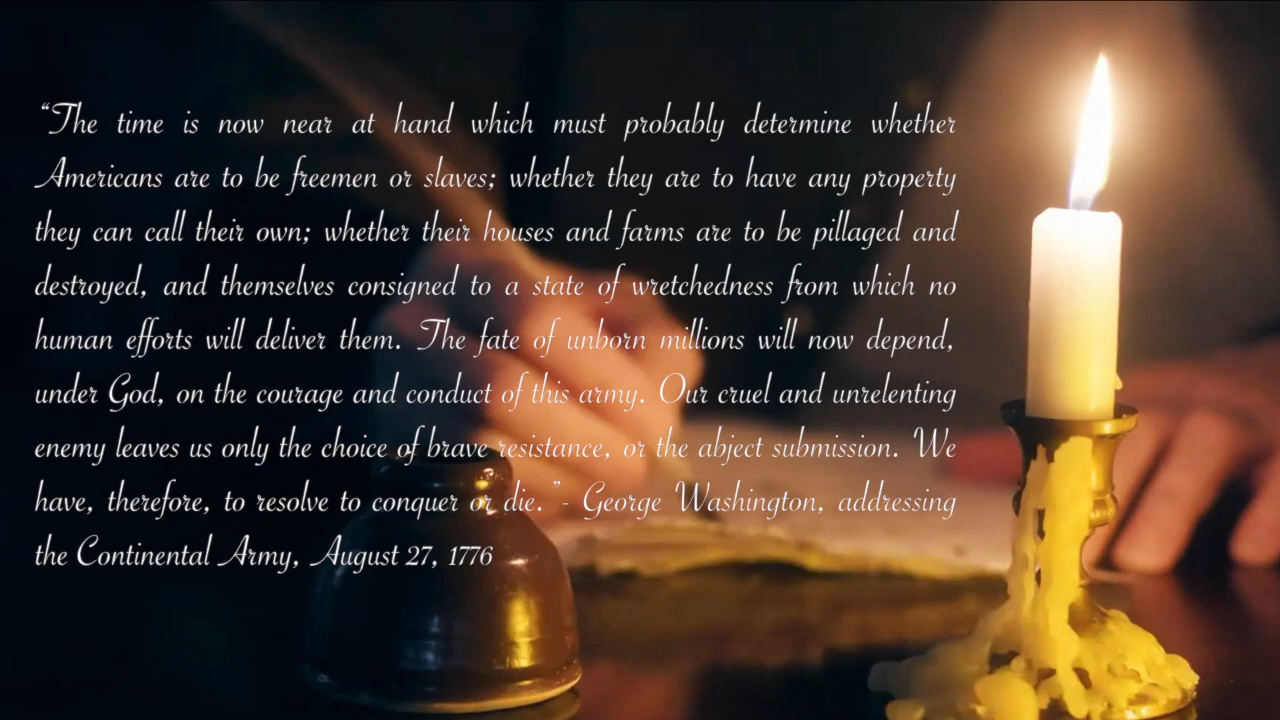 “The time is now near at hand which must probably determine whether
Americans are to be freemen or slaves; whether they are to have any property
they can call their own; whether their houses and farms are to be pillaged and
destroyed, and themselves consigned to a state of wretchedness from which no
human efforts will deliver them. The fate of unborn millions will now depend,
under God, on the courage and conduct of this army. Our cruel and unrelenting
enemy leaves us only the choice of brave resistance, or the abject submission. We
have, therefore, to resolve to conquer or die.”- George Washington, addressing
the Continental Army, August 27, 1776